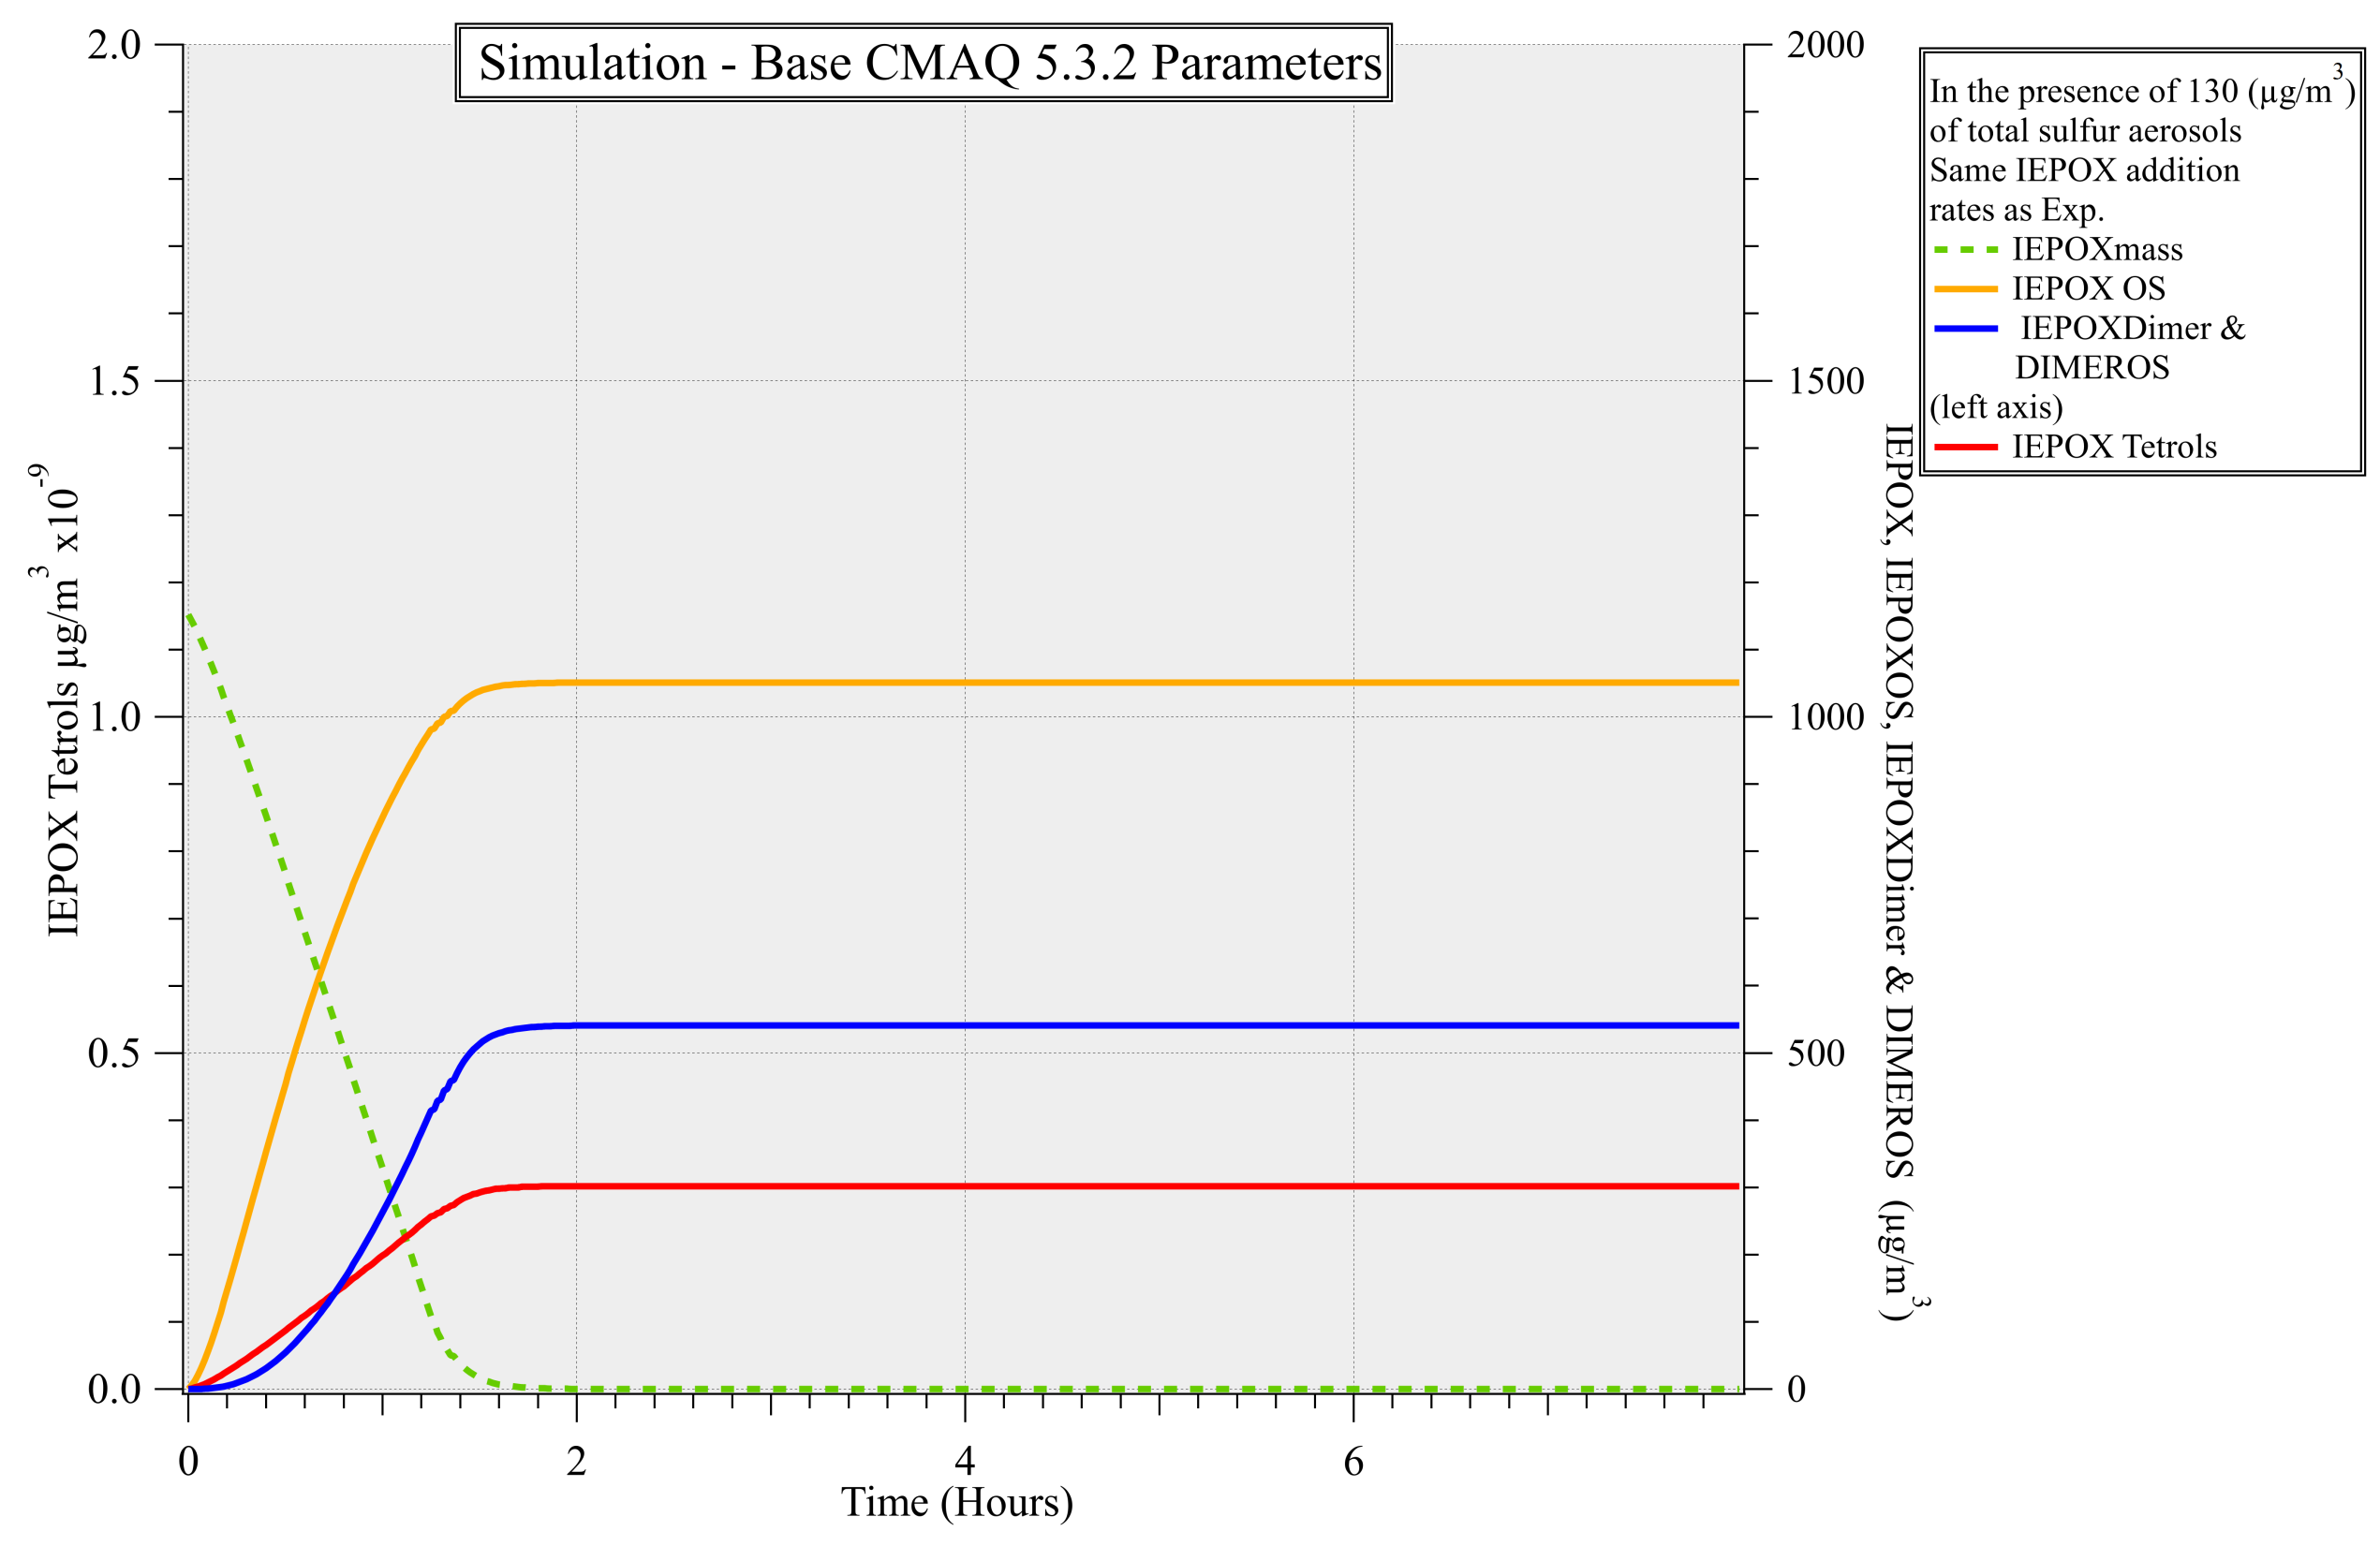 Simulation - Base CMAQ 5.3.2 Parameters
2.0
1.5
1.0
0.5
0.0
IEPOX Tetrols µg/m³ x10⁻⁹
2000
1500
1000
500
0
IEPOX, IEPOXOS, IEPOXDimer & DIMEROS (µg/m³)
0
2
4
6
Time (Hours)
In the presence of 130 (µg/m³)
of total sulfur aerosols
Same IEPOX addition
rates as Exp.
IEPOXmass
IEPOX OS
IEPOXDimer &
DIMEROS
(left axis)
IEPOX Tetrols